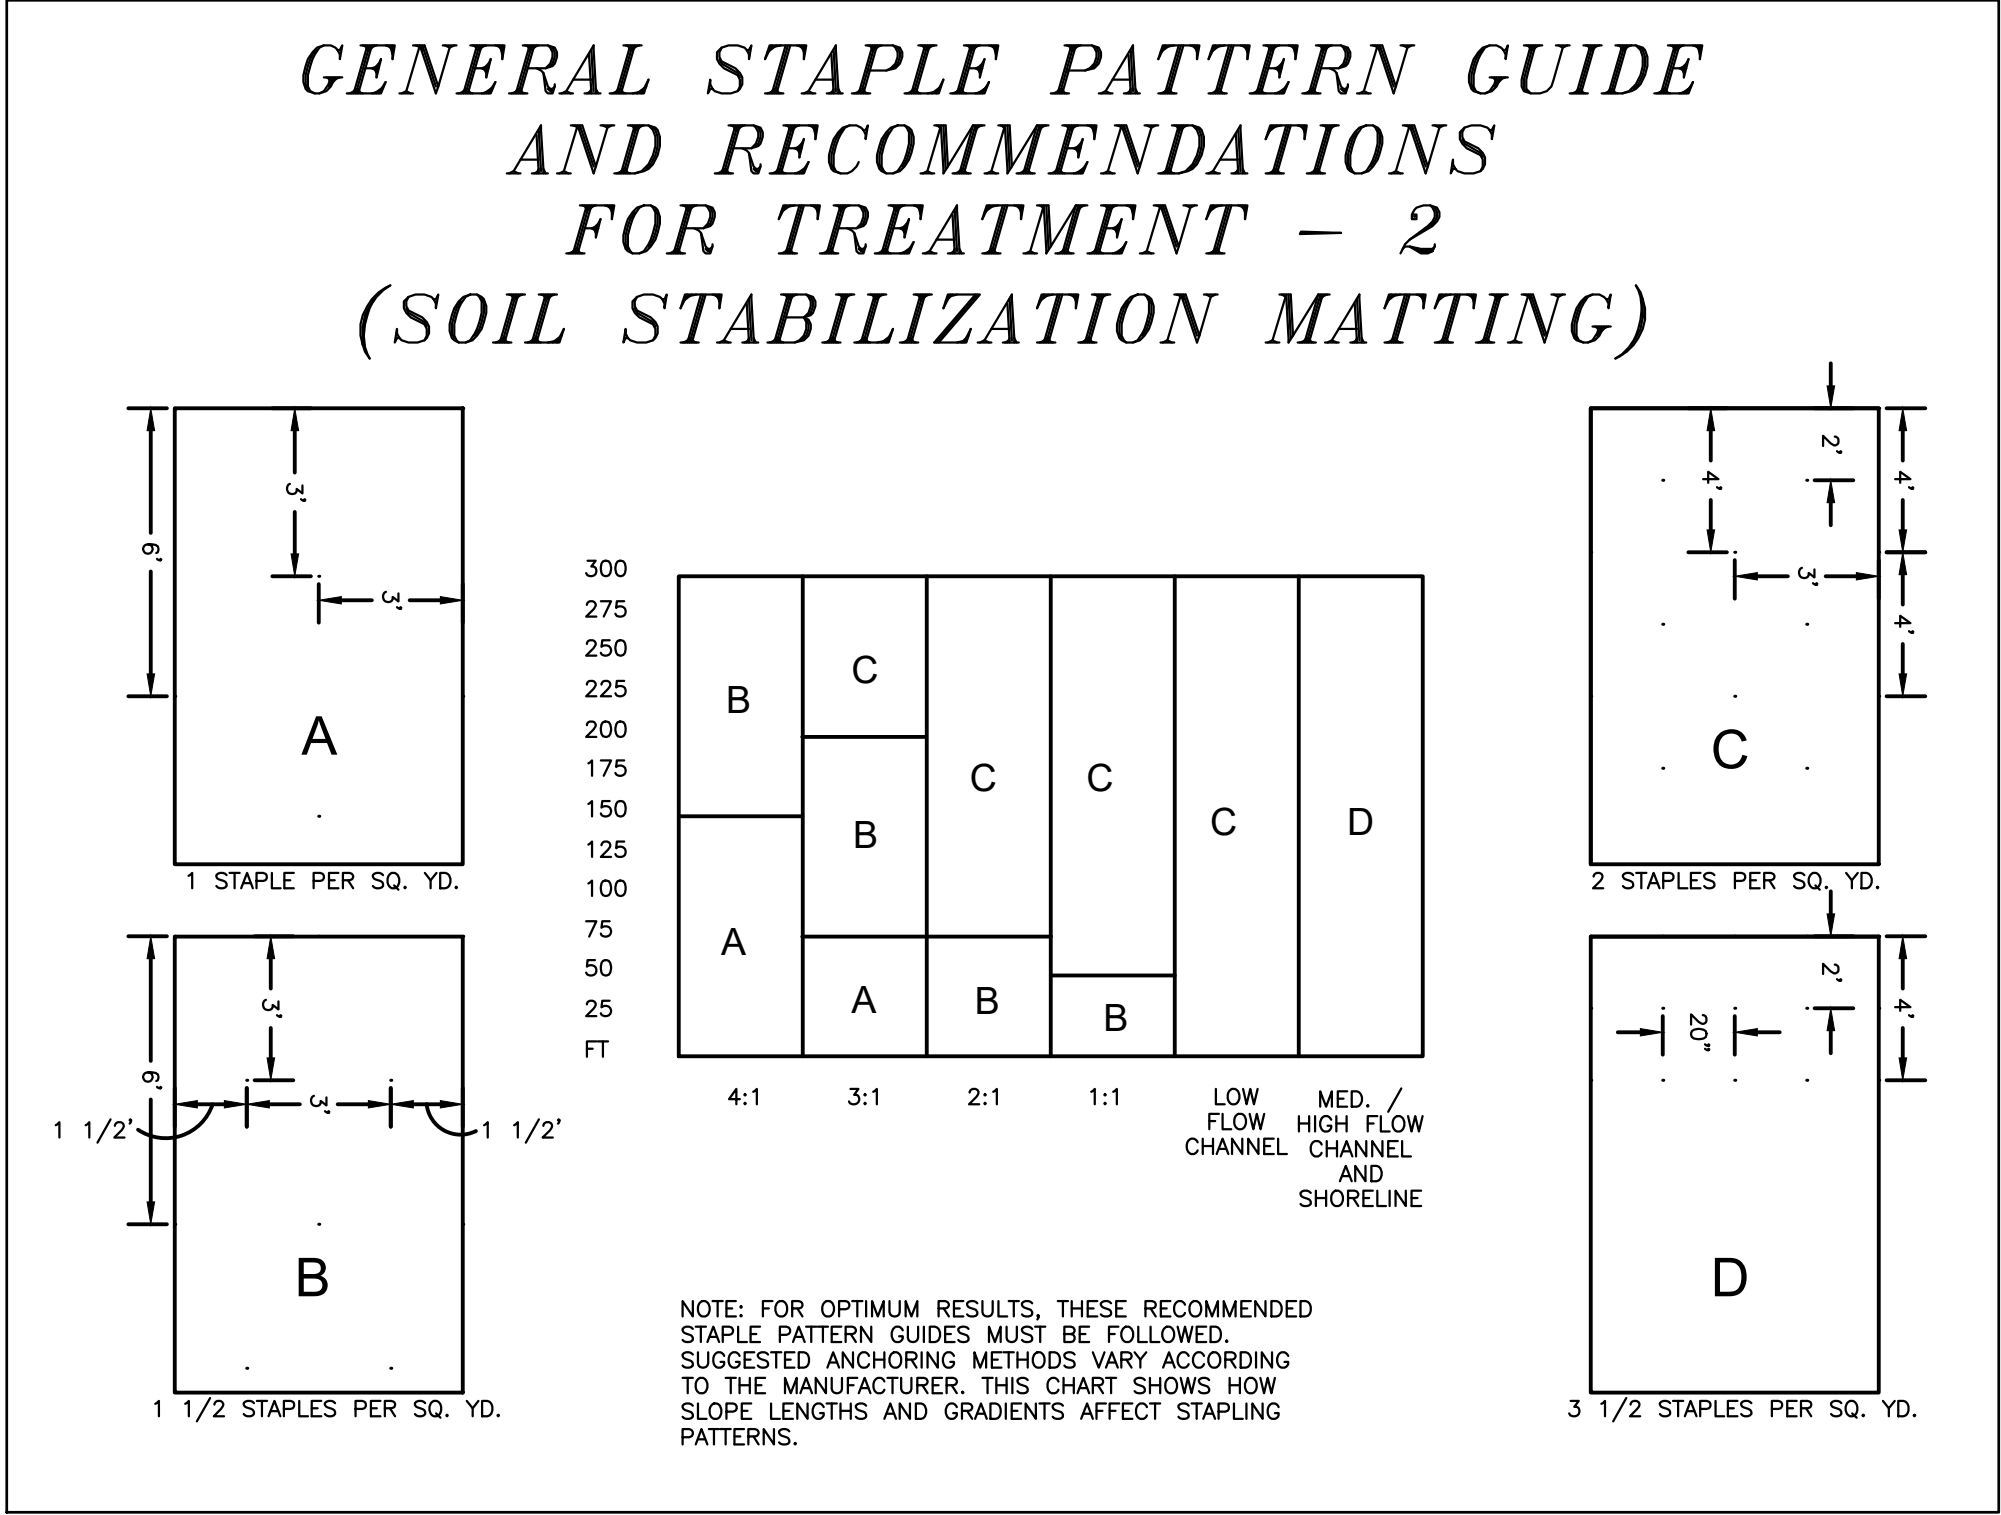 GENERAL STAPLE PATTERN GUIDE
AND RECOMMENDATIONS
FOR TREATMENT - 2
(SOIL STABILIZATION MATTING)
6'
3'
3'
A
1 STAPLE PER SQ. YD.
6'
3'
3'
1 1/2'
1 1/2'
B
1 1/2 STAPLES PER SQ. YD.
300
275
250
225
200
175
150
125
100
75
50
25
FT
B
A
C
B
A
C
B
C
B
C
D
4:1
3:1
2:1
1:1
LOW
FLOW
CHANNEL
MED. /
HIGH FLOW
CHANNEL
AND
SHORELINE
NOTE: FOR OPTIMUM RESULTS, THESE RECOMMENDED
STAPLE PATTERN GUIDES MUST BE FOLLOWED.
SUGGESTED ANCHORING METHODS VARY ACCORDING
TO THE MANUFACTURER. THIS CHART SHOWS HOW
SLOPE LENGTHS AND GRADIENTS AFFECT STAPLING
PATTERNS.
2'
4'
4'
3'
4'
C
2 STAPLES PER SQ. YD.
2'
4'
20"
D
3 1/2 STAPLES PER SQ. YD.